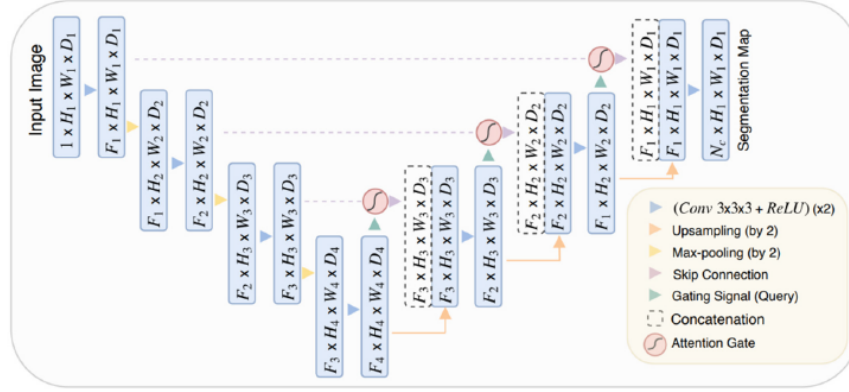 Input Image
1 x H1 x W1 x D1
F1 x H1 x W1 x D1
F1 x H2 x W2 x D2
F2 x H2 x W2 x D2
F2 x H3 x W3 x D3
F3 x H3 x W3 x D3
F3 x H4 x W4 x D4
F4 x H4 x W4 x D4
F3 x H3 x W3 x D3
F3 x H3 x W3 x D3
F2 x H3 x W3 x D3
F2 x H2 x W2 x D2
F2 x H2 x W2 x D2
F1 x H2 x W2 x D2
F1 x H1 x W1 x D1
F1 x H1 x W1 x D1
Nc x H1 x W1 x D1
Segmentation Map
(Conv 3x3x3 + ReLU) (x2)
Upsampling (by 2)
Max-pooling (by 2)
Skip Connection
Gating Signal (Query)
Concatenation
Attention Gate